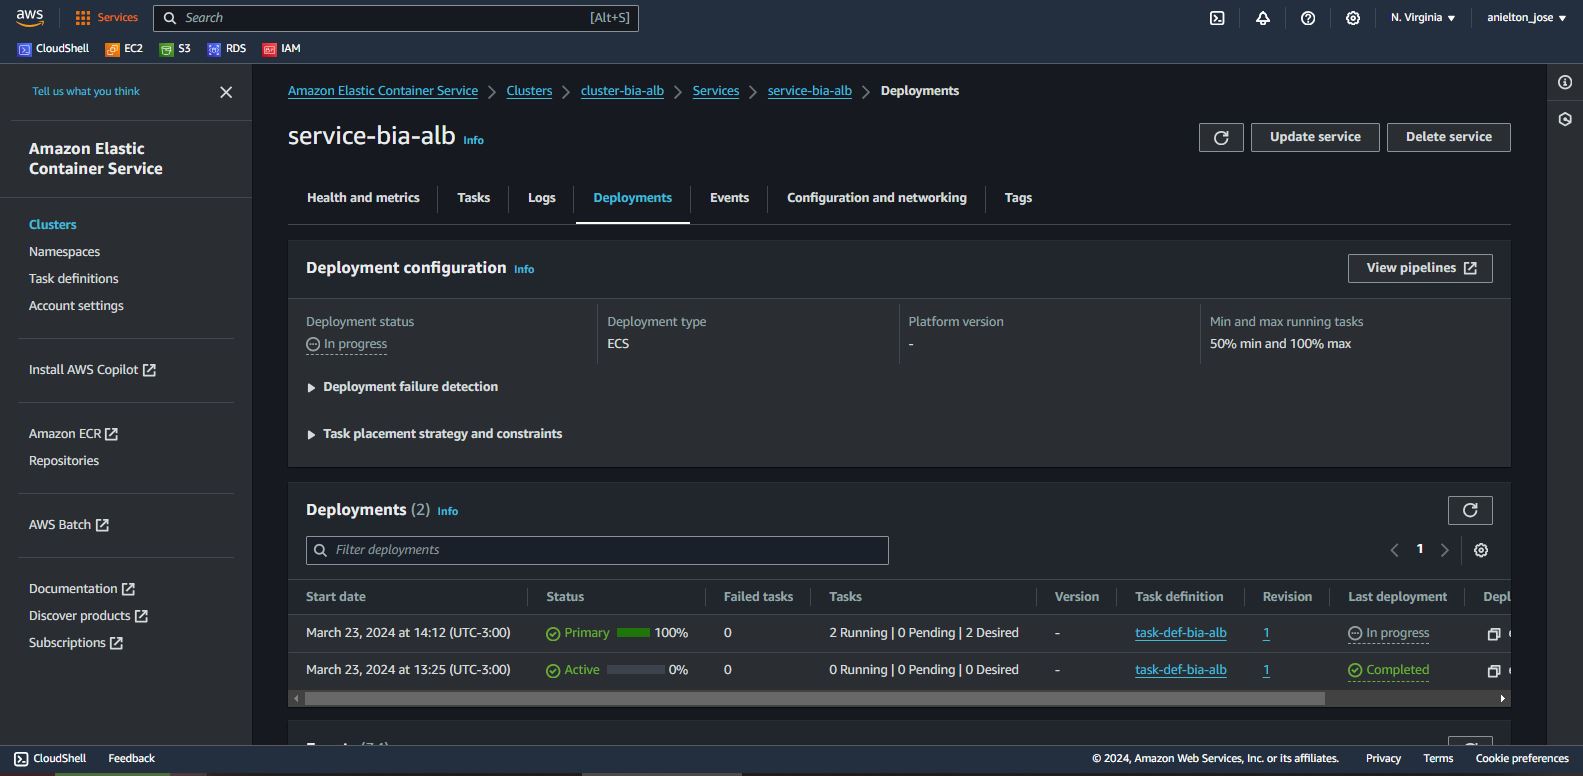 aws
Services
Search
[Alt+S]
N. Virginia
anielton_jose
CloudShell
EC2
S3
RDS
IAM
Tell us what you think
Amazon Elastic
Container Service
Clusters
Namespaces
Task definitions
Account settings
Install AWS Copilot
Amazon ECR
Repositories
AWS Batch
Documentation
Discover products
Subscriptions
Amazon Elastic Container Service
Clusters
cluster-bia-alb
Services
service-bia-alb
Deployments
service-bia-alb Info
Update service
Delete service
Health and metrics
Tasks
Logs
Deployments
Events
Configuration and networking
Tags
Deployment configuration Info
View pipelines
Deployment status
In progress
Deployment type
ECS
Platform version
-
Min and max running tasks
50% min and 100% max
Deployment failure detection
Task placement strategy and constraints
Deployments (2) Info
Filter deployments
1
Start date Status Failed tasks Tasks Version Task definition Revision Last deployment Depl
March 23, 2024 at 14:12 (UTC-3:00) Primary 100% 0 2 Running | 0 Pending | 2 Desired - task-def-bia-alb 1 In progress
March 23, 2024 at 13:25 (UTC-3:00) Active 0% 0 0 Running | 0 Pending | 2 Desired - task-def-bia-alb 1 Completed
CloudShell
Feedback
© 2024, Amazon Web Services, Inc. or its affiliates.
Privacy
Terms
Cookie preferences